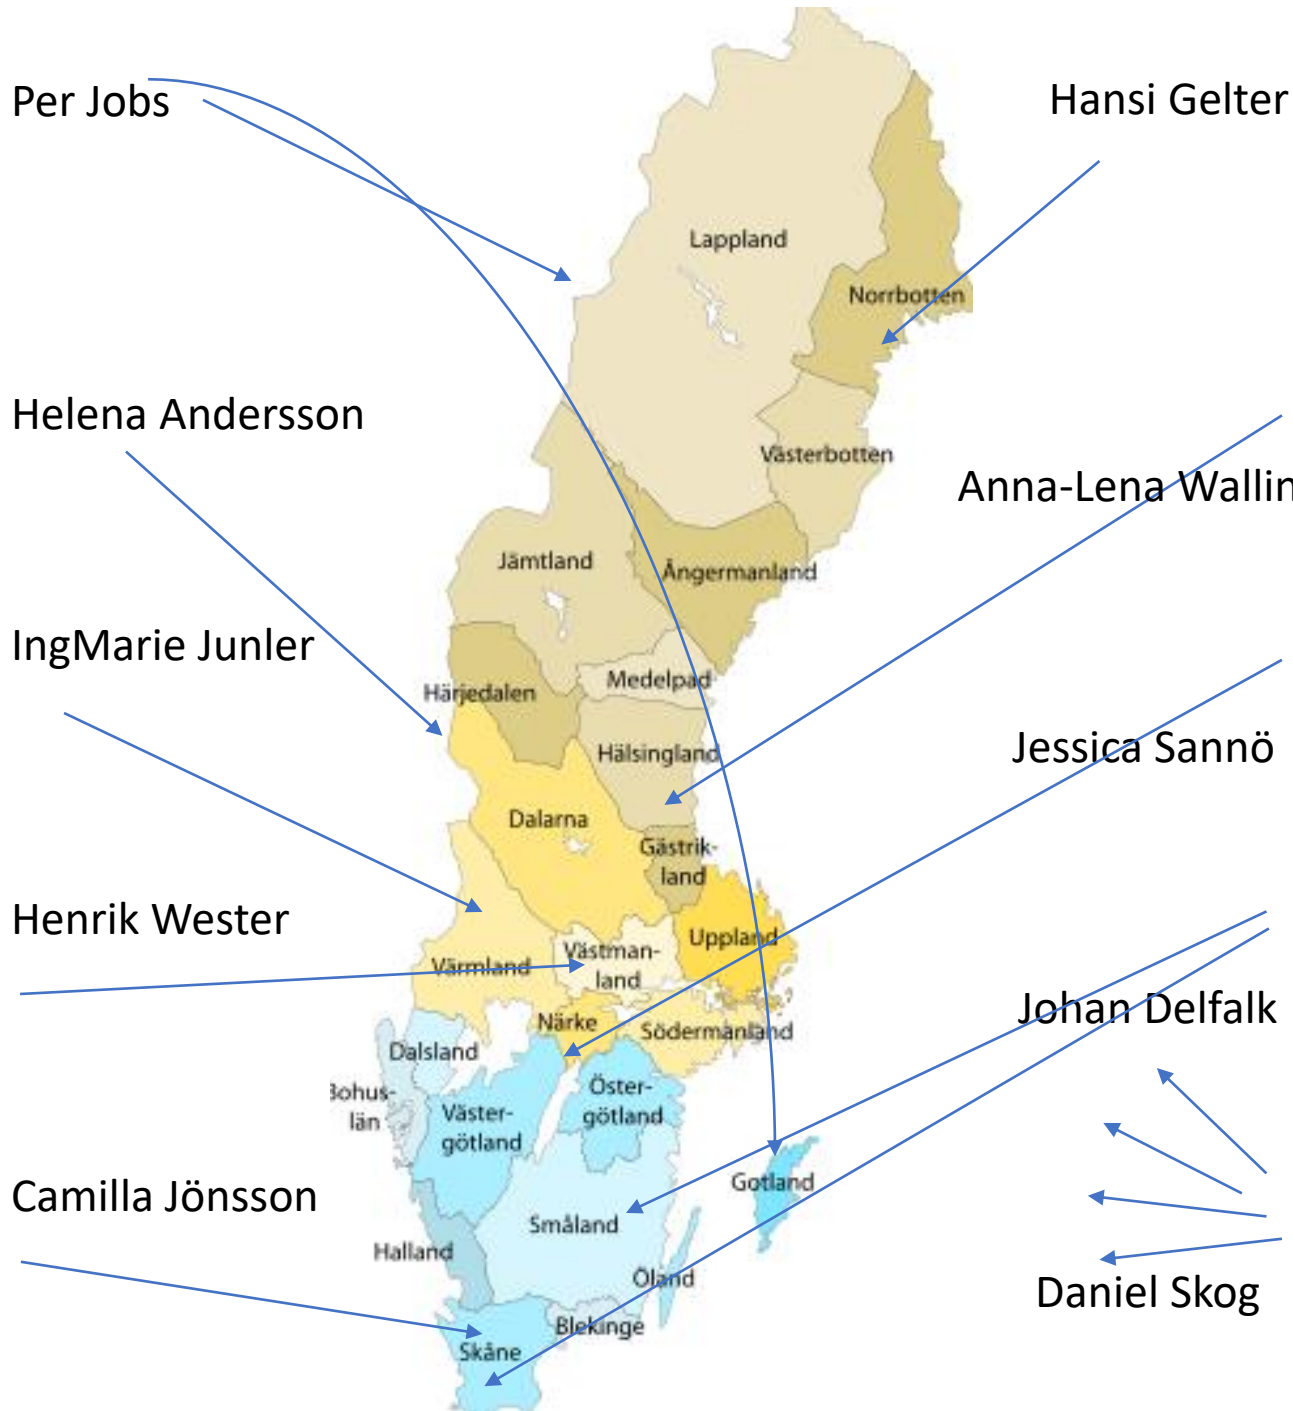 Per Jobs
Hansi Gelter
Lappland
Norrbotten
Helena Andersson
Västerbotten
Anna-Lena Wallin
Jämtland
Ångermanland
IngMarie Junler
Medelpad
Härjedalen
Hälsingland
Jessica Sannö
Dalarna
Gästrik-
land
Henrik Wester
Uppland
Västman-
land
Värmland
Johan Delfalk
Närke
Södermanland
Dalsland
Öster-
götland
Bohus-
län
Väster-
götland
Gotland
Camilla Jönsson
Småland
Halland
Öland
Daniel Skog
Blekinge
Skåne